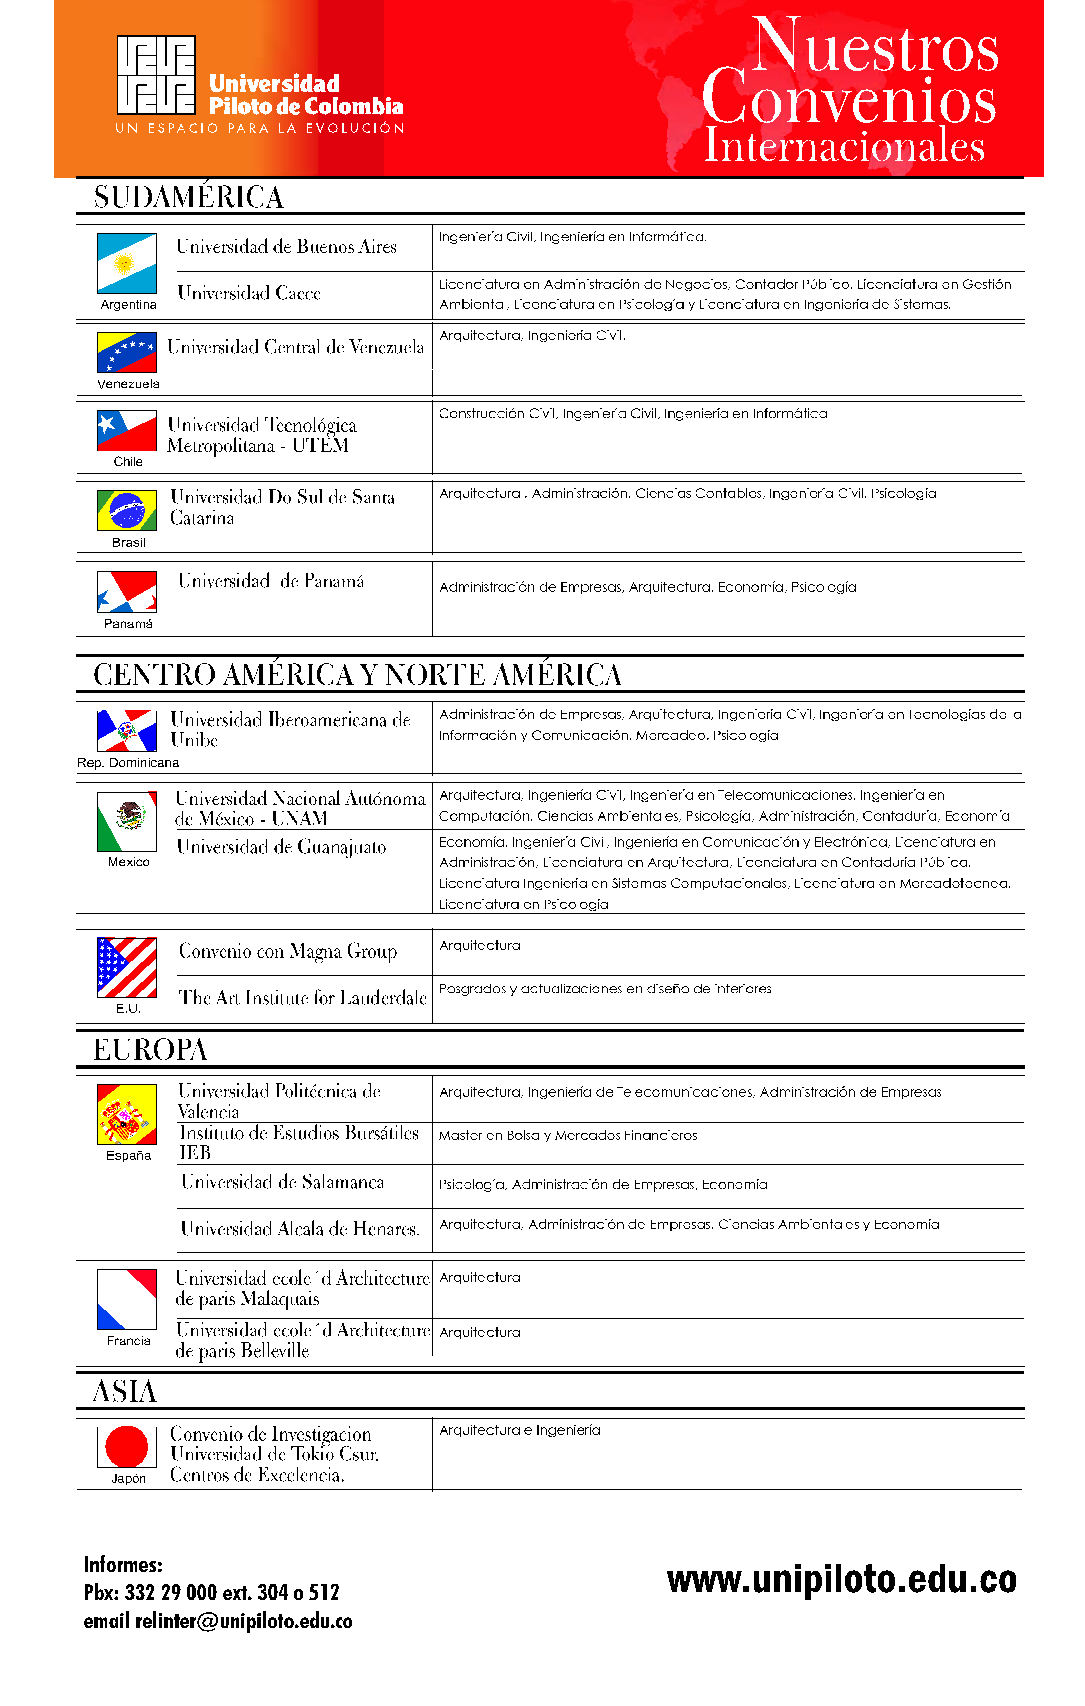 Universidad
Piloto de Colombia
UN ESPACIO PARA LA EVOLUCIÓN
Nuestros
Convenios
Internacionales
SUDAMÉRICA
Argentina
Universidad de Buenos Aires
Ingeniería Civil, Ingeniería en Informática.
Universidad Caece
Licenciatura en Administración de Negocios, Contador Público, Licenciatura en Gestión
Ambiental, Licenciatura en Psicología y Licenciatura en Ingeniería de Sistemas.
Venezuela
Universidad Central de Venezuela
Arquitectura, Ingeniería Civil.
Chile
Universidad Tecnológica
Metropolitana - UTEM
Construcción Civil, Ingeniería Civil, Ingeniería en Informática
Brasil
Universidad Do Sul de Santa
Catarina
Arquitectura , Administración, Ciencias Contables, Ingeniería Civil, Psicología
Panamá
Universidad de Panamá
Administración de Empresas, Arquitectura, Economía, Psicología
CENTRO AMÉRICA Y NORTE AMÉRICA
Rep. Dominicana
Universidad Iberoamericana de
Unibe
Administración de Empresas, Arquitectura, Ingeniería Civil, Ingeniería en Tecnologías de la
Información y Comunicación, Mercadeo, Psicología
Mexico
Universidad Nacional Autónoma
de México - UNAM
Arquitectura, Ingeniería Civil, Ingeniería en Telecomunicaciones, Ingeniería en
Computación, Ciencias Ambientales, Psicología, Administración, Contaduría, Economía
Universidad de Guanajuato
Economía, Ingeniería Civil, Ingeniería en Comunicación y Electrónica, Licenciatura en
Administración, Licenciatura en Arquitectura, Licenciatura en Contaduría Pública,
Licenciatura Ingeniería en Sistemas Computacionales, Licenciatura en Mercadotecnea,
Licenciatura en Psicología
E.U.
Convenio con Magna Group
Arquitectura
The Art Institute for Lauderdale
Posgrados y actualizaciones en diseño de interiores
EUROPA
España
Universidad Politécnica de
Valencia
Arquitectura, Ingeniería de Telecomunicaciones, Administración de Empresas
Instituto de Estudios Bursátiles
IEB
Master en Bolsa y Mercados Financieros
Universidad de Salamanca
Psicología, Administración de Empresas, Economía
Universidad Alcala de Henares.
Arquitectura, Administración de Empresas, Ciencias Ambientales y Economía
Francia
Universidad ecole´d Architecture
de paris Malaquais
Arquitectura
Universidad ecole´d Architecture
de paris Belleville
Arquitectura
ASIA
Japón
Convenio de Investigacion
Universidad de Tokio Csur.
Centros de Excelencia.
Arquitectura e Ingeniería
Informes:
Pbx: 332 29 000 ext. 304 o 512
email relinter@unipiloto.edu.co
www.unipiloto.edu.co